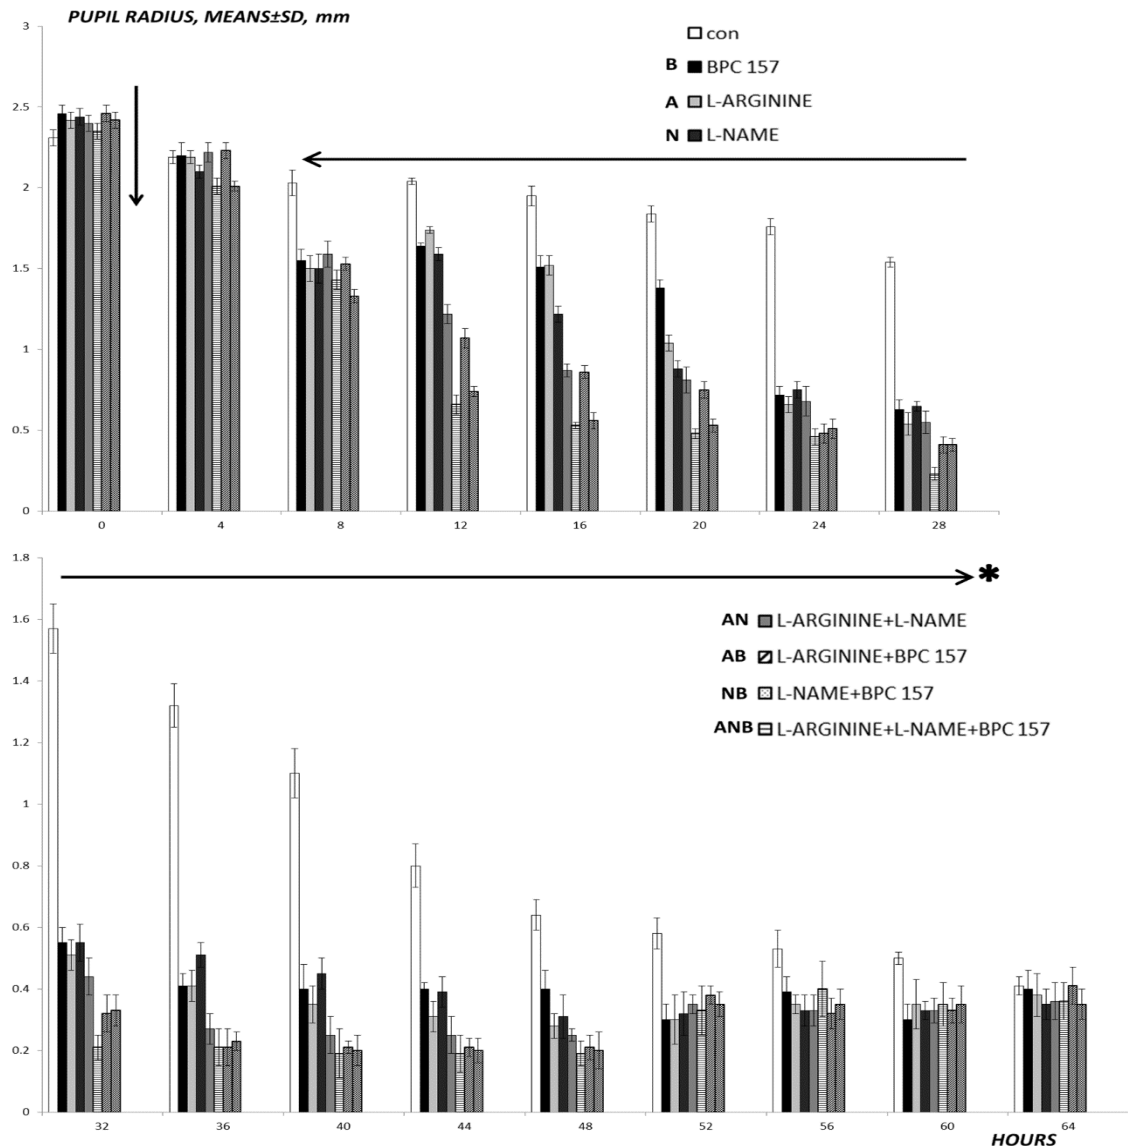 PUPIL RADIUS, MEANS±SD, mm
3
2.5
2
1.5
1
0.5
0
con
B BPC 157
A L-ARGININE
N L-NAME
0 4 8 12 16 20 24 28
1.8
1.6
1.4
1.2
1
0.8
0.6
0.4
0.2
0
*
AN L-ARGININE+L-NAME
AB L-ARGININE+BPC 157
NB L-NAME+BPC 157
ANB L-ARGININE+L-NAME+BPC 157
32 36 40 44 48 52 56 60 64
HOURS